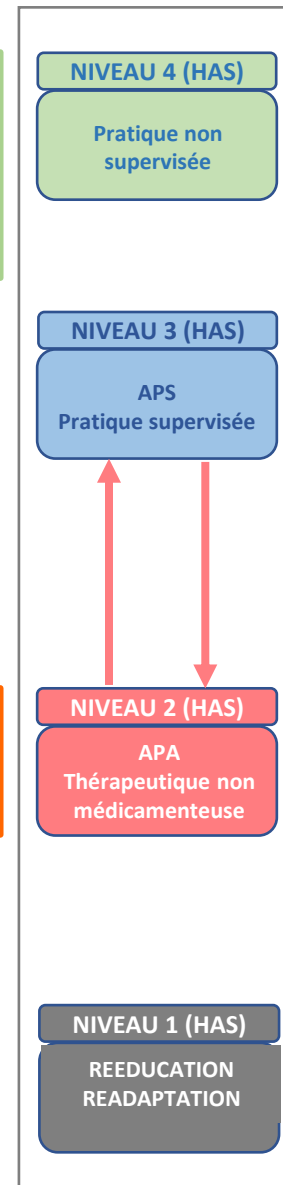 NIVEAU 4 (HAS)
Pratique non
supervisée
NIVEAU 3 (HAS)
APS
Pratique supervisée
NIVEAU 2 (HAS)
APA
Thérapeutique non
médicamenteuse
NIVEAU 1 (HAS)
REEDUCATION
READAPTATION